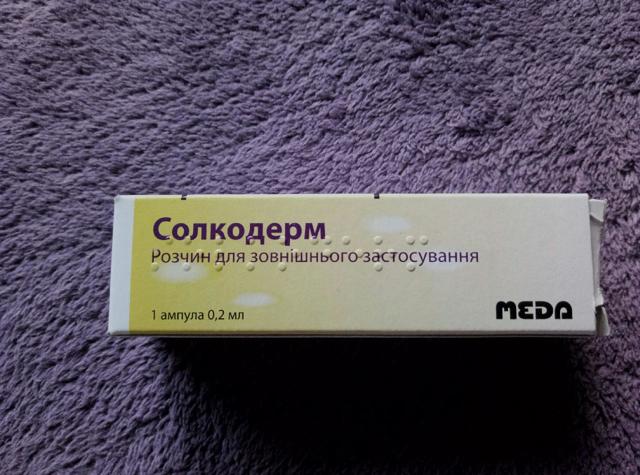 Солкодерм
Розчин для зовнішнього застосування
1 ампула 0,2 мл
MEDA